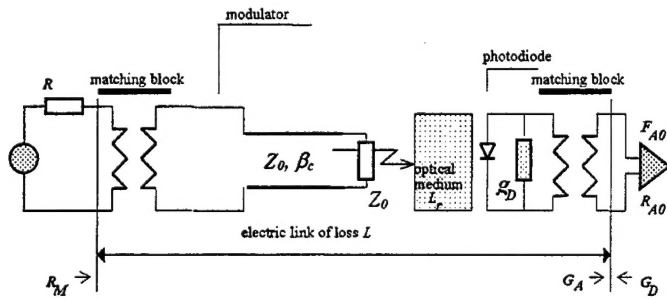 modulator
photodiode
R
matching block
matching block
F_A0
Z_0, β_c
optical
medium
L_r
g_D
Z_0
R_A0
electric link of loss L
R_M
G_A
G_D